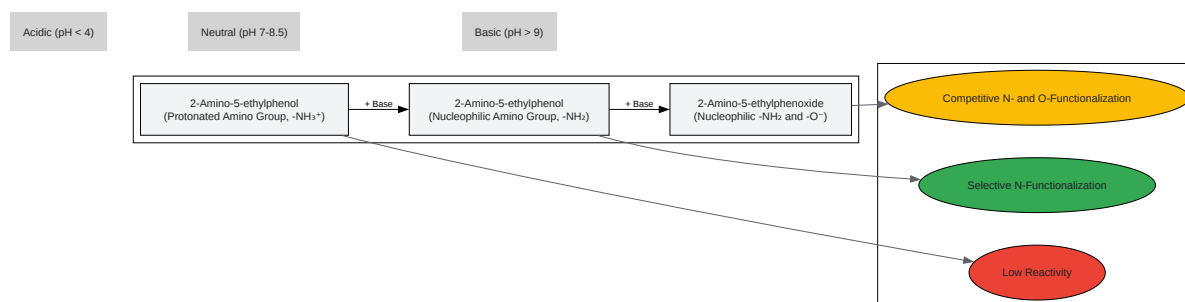 Acidic (pH < 4)
Neutral (pH 7-8.5)
Basic (pH > 9)
2-Amino-5-ethylphenol
(Protonated Amino Group, -NH₃⁺)
+ Base
2-Amino-5-ethylphenol
(Nucleophilic Amino Group, -NH₂)
+ Base
2-Amino-5-ethylphenoxide
(Nucleophilic -NH₂ and -O⁻)
Competitive N- and O-Functionalization
Selective N-Functionalization
Low Reactivity